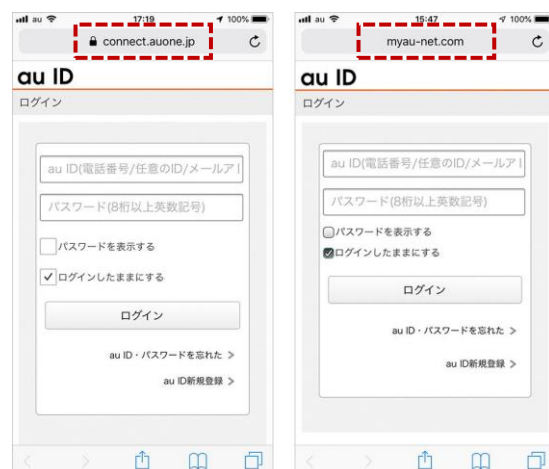 au 17:19 100%
connect.auone.jp
au ID
ログイン
au ID(電話番号/任意のID/メールア
パスワード(8桁以上英数記号)
パスワードを表示する
ログインしたままにする
ログイン
au ID・パスワードを忘れた >
au ID新規登録 >
au 15:47 100%
myau-net.com
au ID
ログイン
au ID(電話番号/任意のID/メールア
パスワード(8桁以上英数記号)
パスワードを表示する
ログインしたままにする
ログイン
au ID・パスワードを忘れた >
au ID新規登録 >